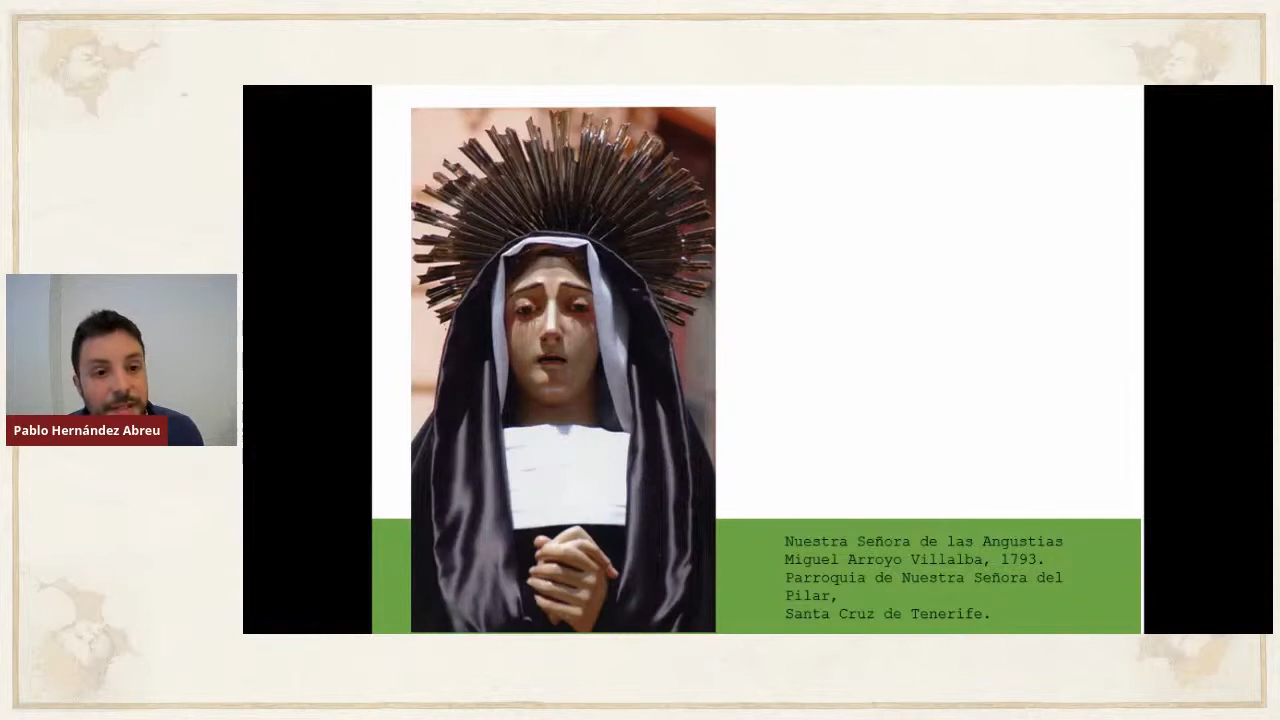 Pablo Hernández Abreu
Nuestra Señora de las Angustias
Miguel Arroyo Villalba, 1793.
Parroquia de Nuestra Señora del
Pilar,
Santa Cruz de Tenerife.